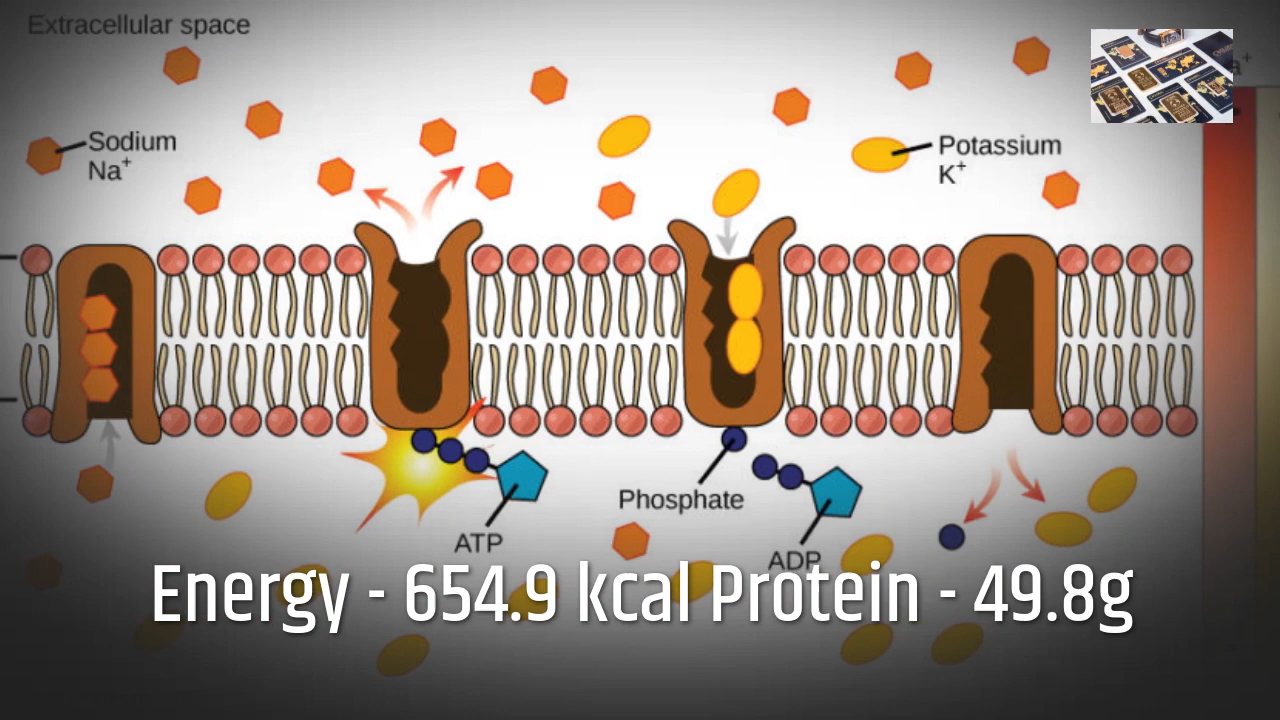 Extracellular space
Sodium
Na+
Potassium
K+
a+
Phosphate
ATP
ADP
Energy - 654.9 kcal Protein - 49.8g